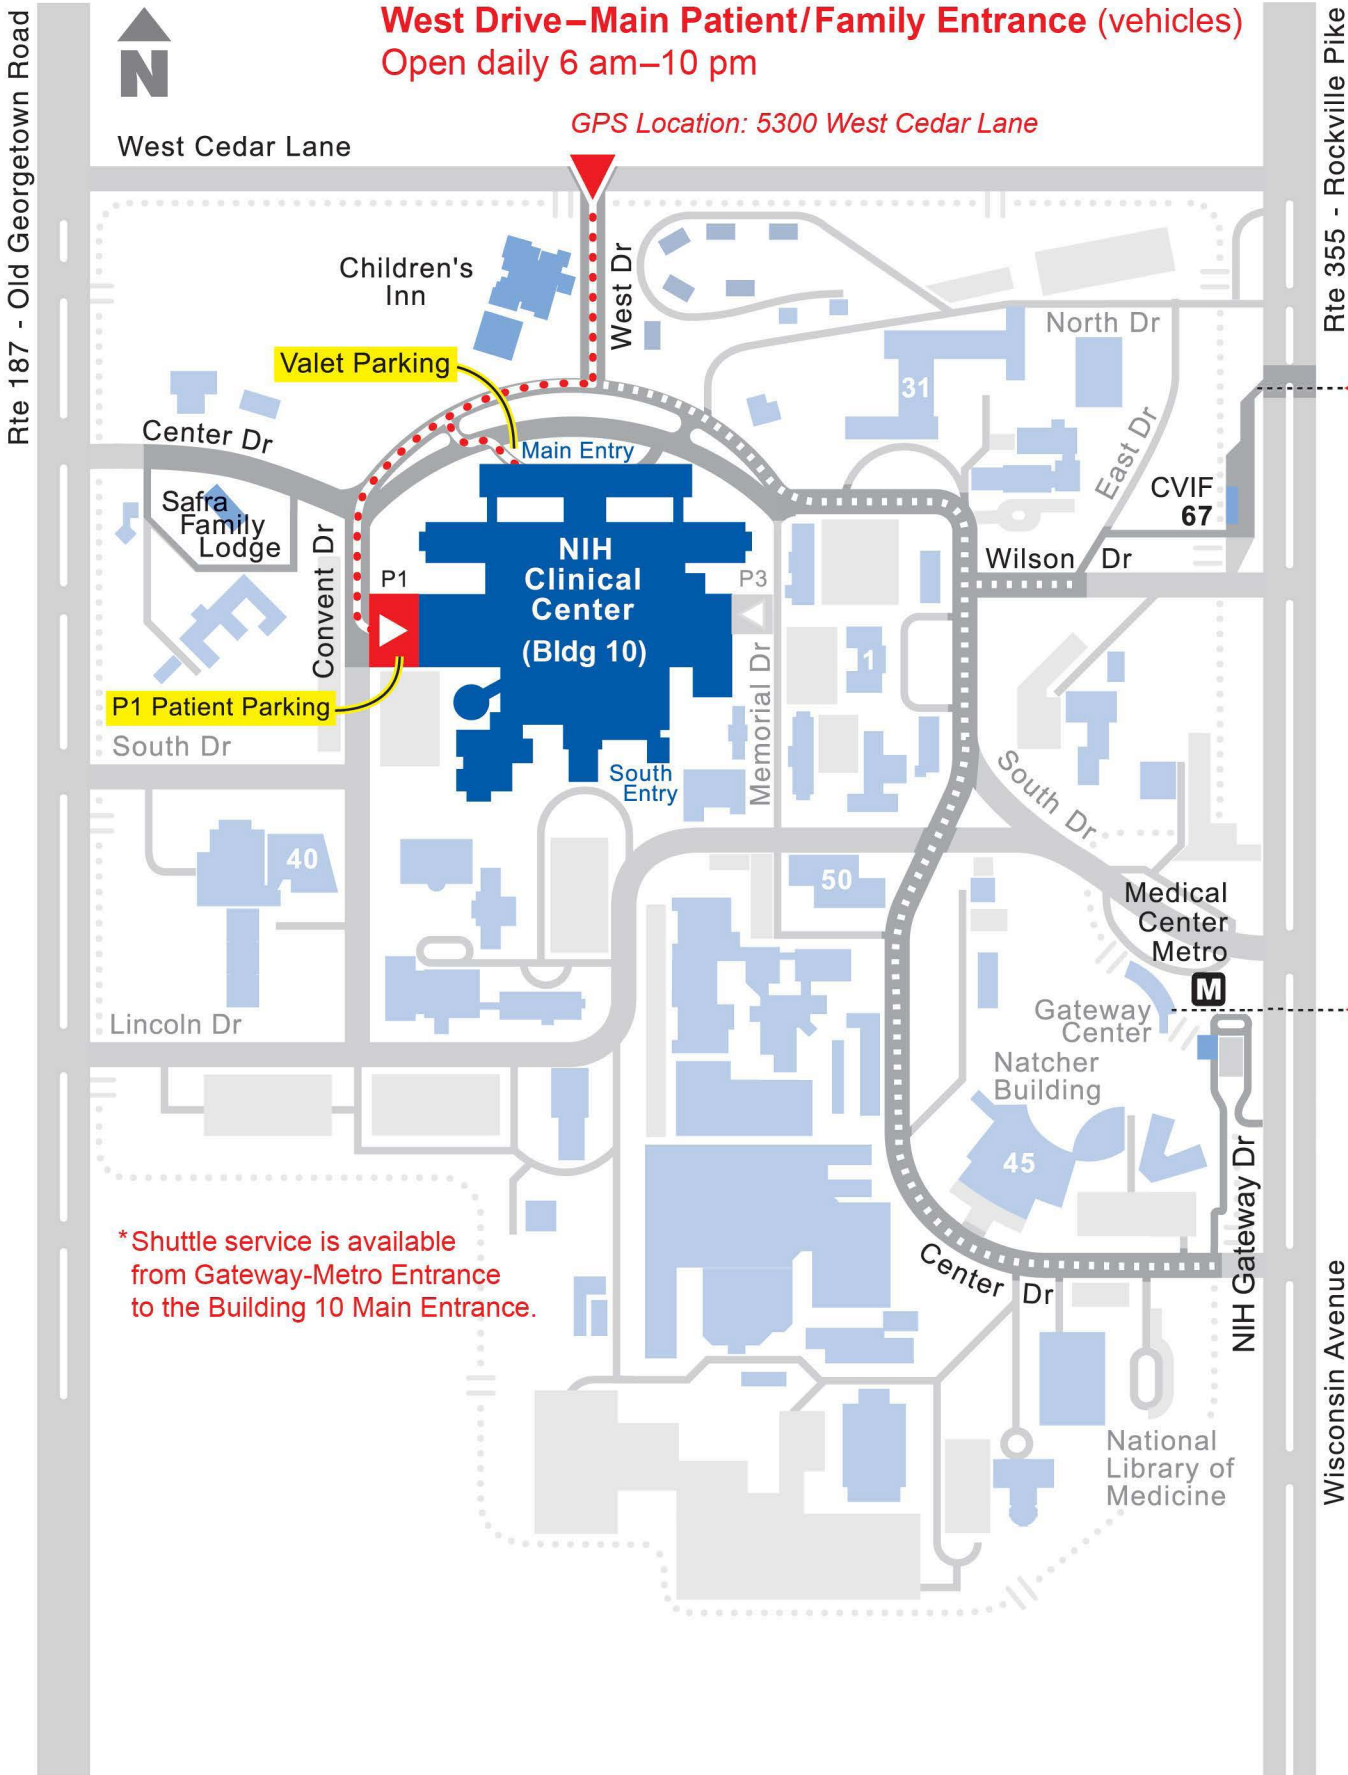 West Drive–Main Patient/Family Entrance (vehicles)
Open daily 6 am–10 pm
N
GPS Location: 5300 West Cedar Lane
West Cedar Lane
Rte 187 - Old Georgetown Road
Rte 355 - Rockville Pike
Children's
Inn
West Dr
North Dr
Valet Parking
31
Center Dr
Main Entry
East Dr
Safra
Family
Lodge
CVIF
67
Convent Dr
P1
NIH
Clinical
Center
(Bldg 10)
P3
Wilson Dr
Memorial Dr
1
P1 Patient Parking
South Dr
South
Entry
South Dr
40
50
Medical
Center
Metro
M
Lincoln Dr
Gateway
Center
Natcher
Building
45
NIH Gateway Dr
*Shuttle service is available
from Gateway-Metro Entrance
to the Building 10 Main Entrance.
Center Dr
Wisconsin Avenue
National
Library of
Medicine